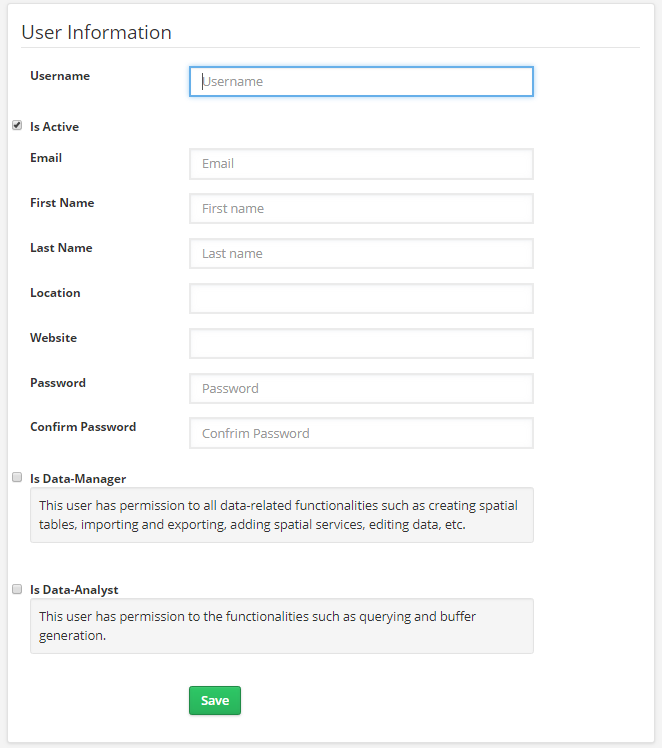 User Information
Username
Username
Is Active
Email
Email
First Name
First name
Last Name
Last name
Location
Website
Password
Password
Confirm Password
Confrim Password
Is Data-Manager
This user has permission to all data-related functionalities such as creating spatial
tables, importing and exporting, adding spatial services, editing data, etc.
Is Data-Analyst
This user has permission to the functionalities such as querying and buffer
generation.
Save